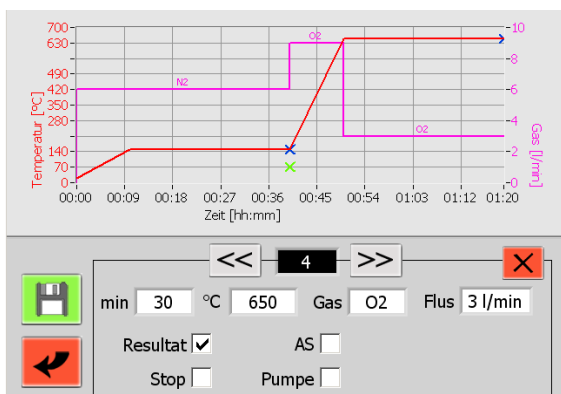 700
630
490
420
350
280
140
70
0
Temperatur [°C]
10
8
6
4
2
0
Gas [l/min]
O2
N2
O2
00:00 00:09 00:18 00:27 00:36 00:45 00:54 01:03 01:12 01:20
Zeit [hh:mm]
<< 4 >>
min 30 °C 650 Gas O2 Flus 3 l/min
Resultat AS
Stop Pumpe